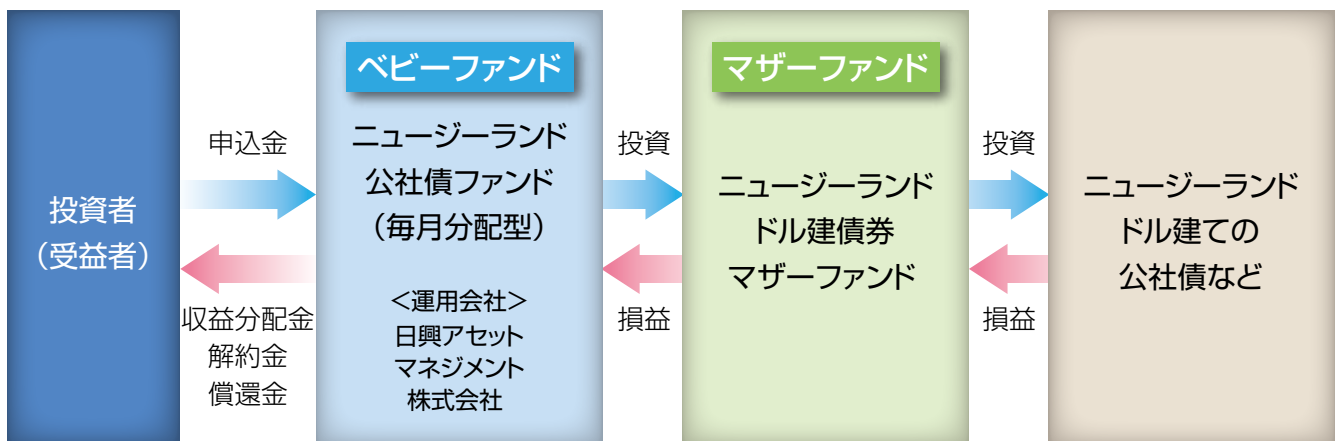 投資者
（受益者）
申込金
収益分配金
解約金
償還金
ベビーファンド
ニュージーランド
公社債ファンド
（毎月分配型）
＜運用会社＞
日興アセット
マネジメント
株式会社
投資
損益
マザーファンド
ニュージーランド
ドル建債券
マザーファンド
投資
損益
ニュージーランド
ドル建ての
公社債など